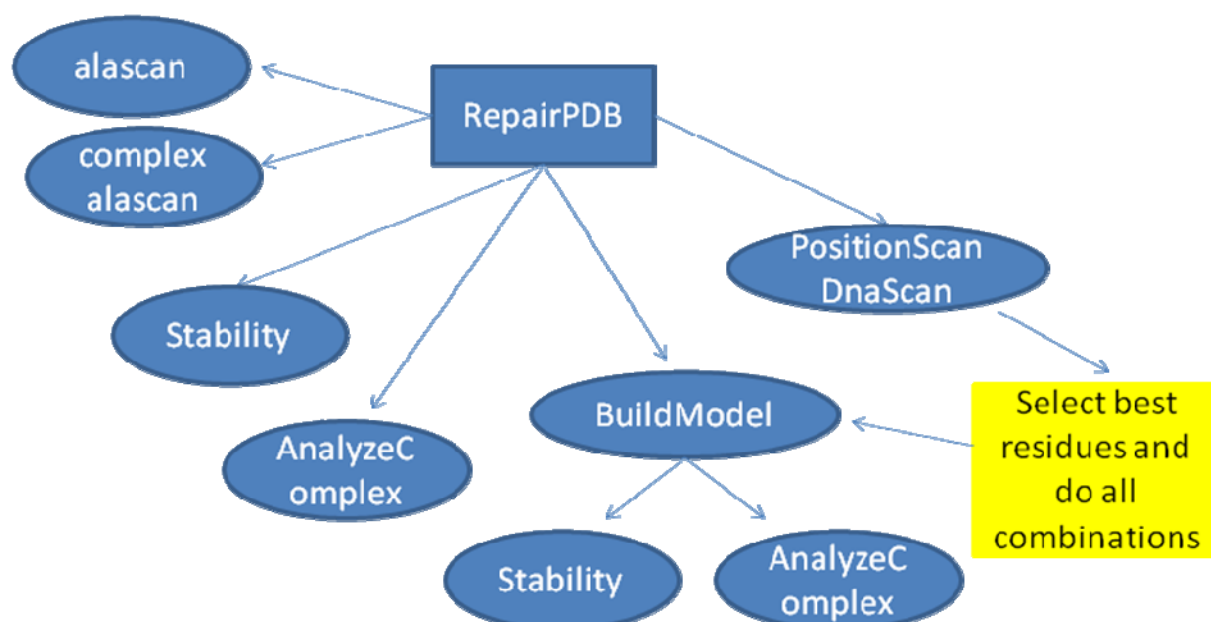 alascan
RepairPDB
complex
alascan
PositionScan
DnaScan
Stability
BuildModel
Select best
residues and
do all
combinations
AnalyzeC
omplex
Stability
AnalyzeC
omplex